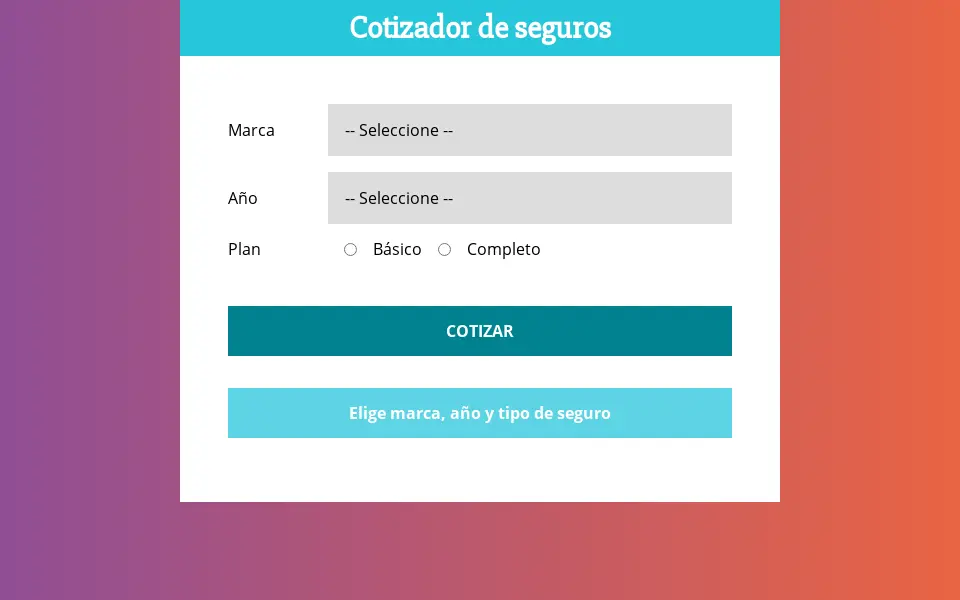 Cotizador de seguros
Marca -- Seleccione --
Año -- Seleccione --
Plan Básico Completo
COTIZAR
Elige marca, año y tipo de seguro